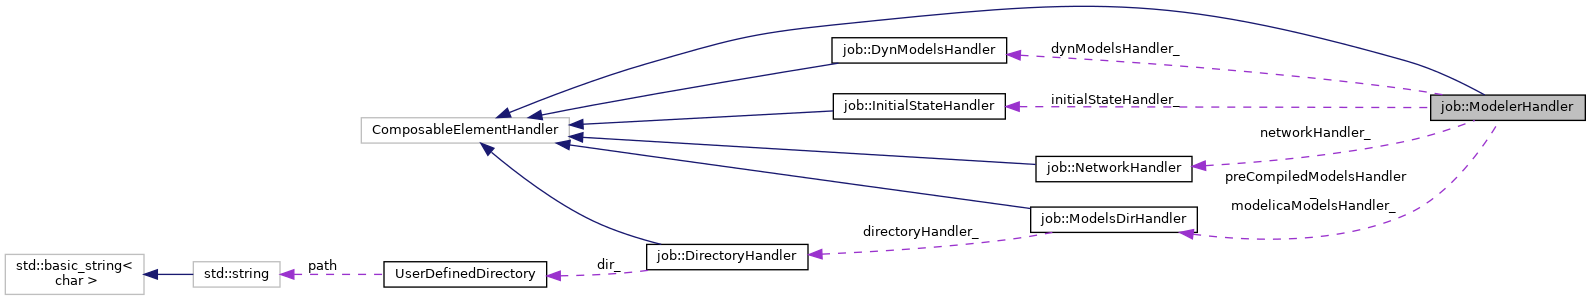 job::DynModelsHandler
dynModelsHandler_
job::InitialStateHandler
initialStateHandler_
job::ModelerHandler
ComposableElementHandler
networkHandler_
job::NetworkHandler
preCompiledModelsHandler
_
modelicaModelsHandler_
job::ModelsDirHandler
directoryHandler_
job::DirectoryHandler
dir_
UserDefinedDirectory
path
std::string
std::basic_string<
char >